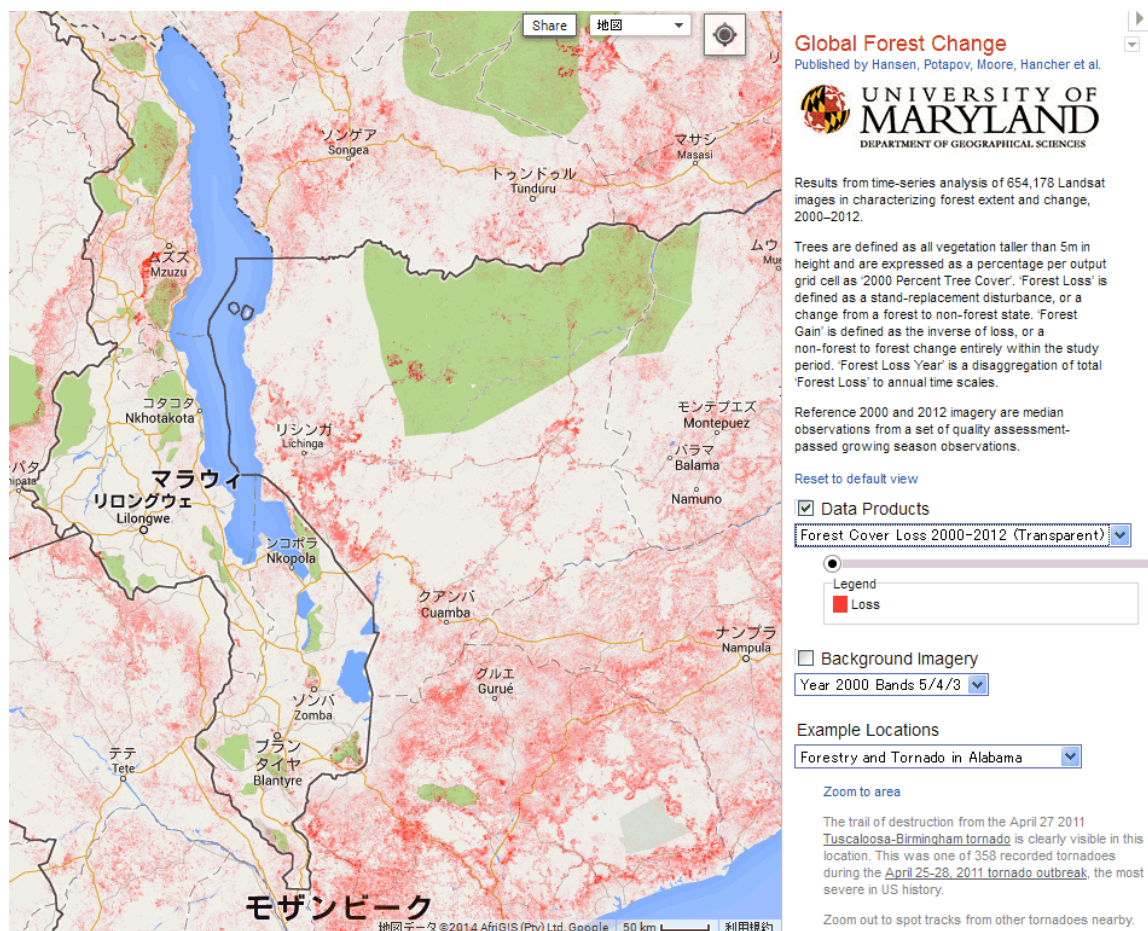 Share
地図
ソンゲア
Songea
マサシ
Masasi
トゥンドゥル
Tunduru
ムウ
Mue
ムズズ
Mzuzu
コタコタ
Nkhotakota
リシンガ
Lichinga
モンテプエズ
Montepuez
バラマ
Balama
Namuno
パタ
hipata
マラウィ
リロングウェ
Lilongwe
ンコポラ
Nkopola
クアンバ
Cuamba
ナンプラ
Nampula
グルエ
Gurué
ゾンバ
Zomba
ブラン
タイヤ
Blantyre
テテ
Tete
モザンビーク
地図データ ©2014 AfriGIS (Pty) Ltd, Google
50 km
利用規約
Global Forest Change
Published by Hansen, Potapov, Moore, Hancher et al.
UNIVERSITY OF
MARYLAND
DEPARTMENT OF GEOGRAPHICAL SCIENCES
Results from time-series analysis of 654,178 Landsat
images in characterizing forest extent and change,
2000–2012.
Trees are defined as all vegetation taller than 5m in
height and are expressed as a percentage per output
grid cell as '2000 Percent Tree Cover'. 'Forest Loss' is
defined as a stand-replacement disturbance, or a
change from a forest to non-forest state. 'Forest
Gain' is defined as the inverse of loss, or a
non-forest to forest change entirely within the study
period. 'Forest Loss Year' is a disaggregation of total
'Forest Loss' to annual time scales.
Reference 2000 and 2012 imagery are median
observations from a set of quality assessment-
passed growing season observations.
Reset to default view
Data Products
Forest Cover Loss 2000-2012 (Transparent)
Legend
Loss
Background Imagery
Year 2000 Bands 5/4/3
Example Locations
Forestry and Tornado in Alabama
Zoom to area
The trail of destruction from the April 27 2011
Tuscaloosa-Birmingham tornado is clearly visible in this
location. This was one of 358 recorded tornadoes
during the April 25-28, 2011 tornado outbreak, the most
severe in US history.
Zoom out to spot tracks from other tornadoes nearby.